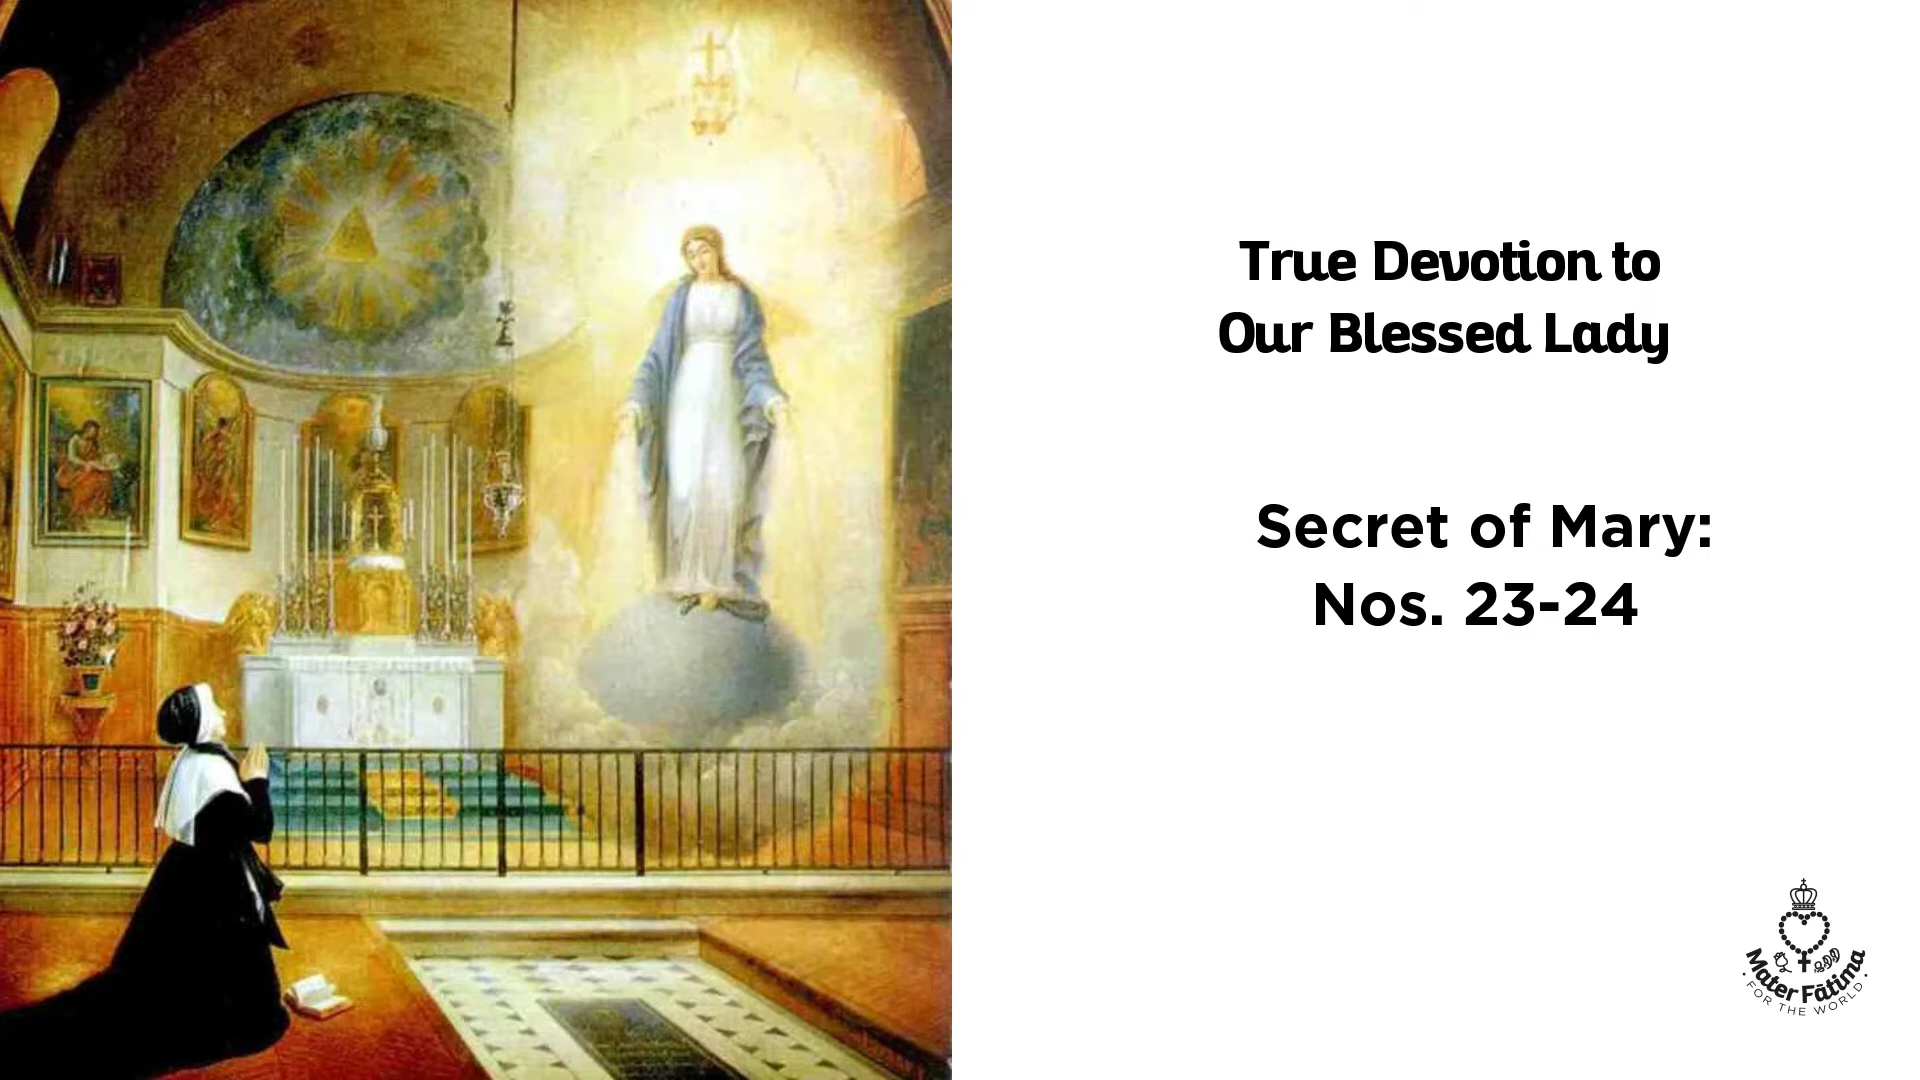 True Devotion to
Our Blessed Lady
Secret of Mary:
Nos. 23-24
Mater Fátima
FOR THE WORLD